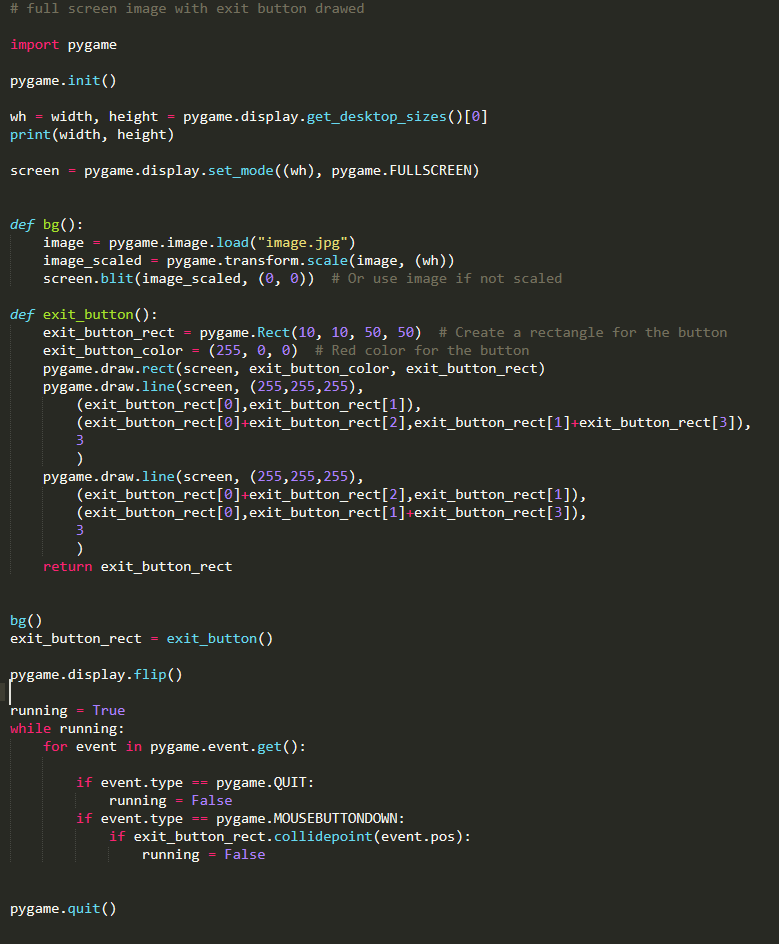 # full screen image with exit button drawed
import pygame
pygame.init()
wh = width, height = pygame.display.get_desktop_sizes()[0]
print(width, height)
screen = pygame.display.set_mode((wh), pygame.FULLSCREEN)
def bg():
    image = pygame.image.load("image.jpg")
    image_scaled = pygame.transform.scale(image, (wh))
    screen.blit(image_scaled, (0, 0))  # Or use image if not scaled
def exit_button():
    exit_button_rect = pygame.Rect(10, 10, 50, 50)  # Create a rectangle for the button
    exit_button_color = (255, 0, 0)  # Red color for the button
    pygame.draw.rect(screen, exit_button_color, exit_button_rect)
    pygame.draw.line(screen, (255,255,255),
        (exit_button_rect[0],exit_button_rect[1]),
        (exit_button_rect[0]+exit_button_rect[2],exit_button_rect[1]+exit_button_rect[3]),
        3
        )
    pygame.draw.line(screen, (255,255,255),
        (exit_button_rect[0]+exit_button_rect[2],exit_button_rect[1]),
        (exit_button_rect[0],exit_button_rect[1]+exit_button_rect[3]),
        3
        )
    return exit_button_rect
bg()
exit_button_rect = exit_button()
pygame.display.flip()
running = True
while running:
    for event in pygame.event.get():
        if event.type == pygame.QUIT:
            running = False
        if event.type == pygame.MOUSEBUTTONDOWN:
            if exit_button_rect.collidepoint(event.pos):
                running = False
pygame.quit()